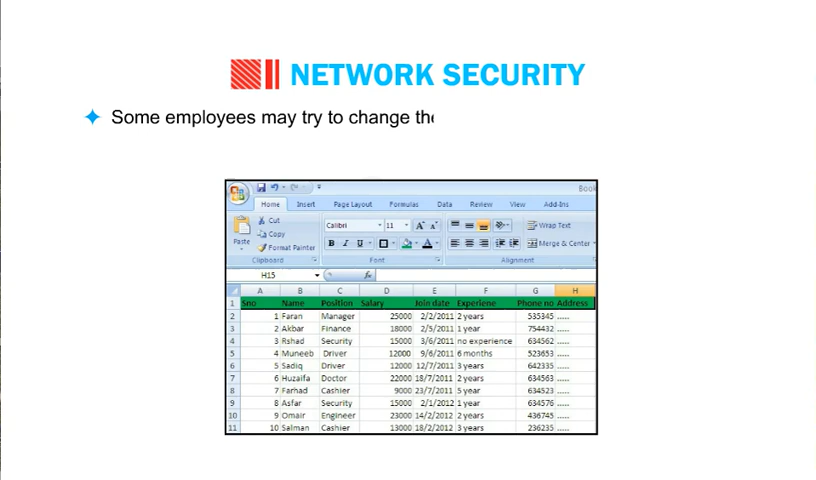 NETWORK SECURITY
Some employees may try to change the
Book
Home Insert Page Layout Formulas Data Review View Add-Ins
Cut
Copy
Format Painter
Paste
Calibri 11 A A Wrap Text
B I U A Merge & Center
Clipboard Font Alignment
H15 fx
A B C D E F G H
1 Sno Name Position Salary Join date Experiene Phone no Address
2 1 Faran Manager 25000 2/2/2011 2 years 535345 .....
3 2 Akbar Finance 18000 2/5/2011 1 year 754432 .....
4 3 Rshad Security 15000 3/6/2011 no experience 634562 .....
5 4 Muneeb Driver 12000 9/6/2011 6 months 523653 .....
6 5 Sadiq Driver 12000 12/7/2011 3 years 642335 .....
7 6 Huzaifa Doctor 22000 18/7/2011 2 years 634563 .....
8 7 Farhad Cashier 9000 23/7/2011 5 year 634523 .....
9 8 Asfar Security 15000 2/1/2012 1 year 634576 .....
10 9 Omair Engineer 23000 14/2/2012 2 years 436745 .....
11 10 Salman Cashier 13000 18/2/2012 3 years 236235 .....